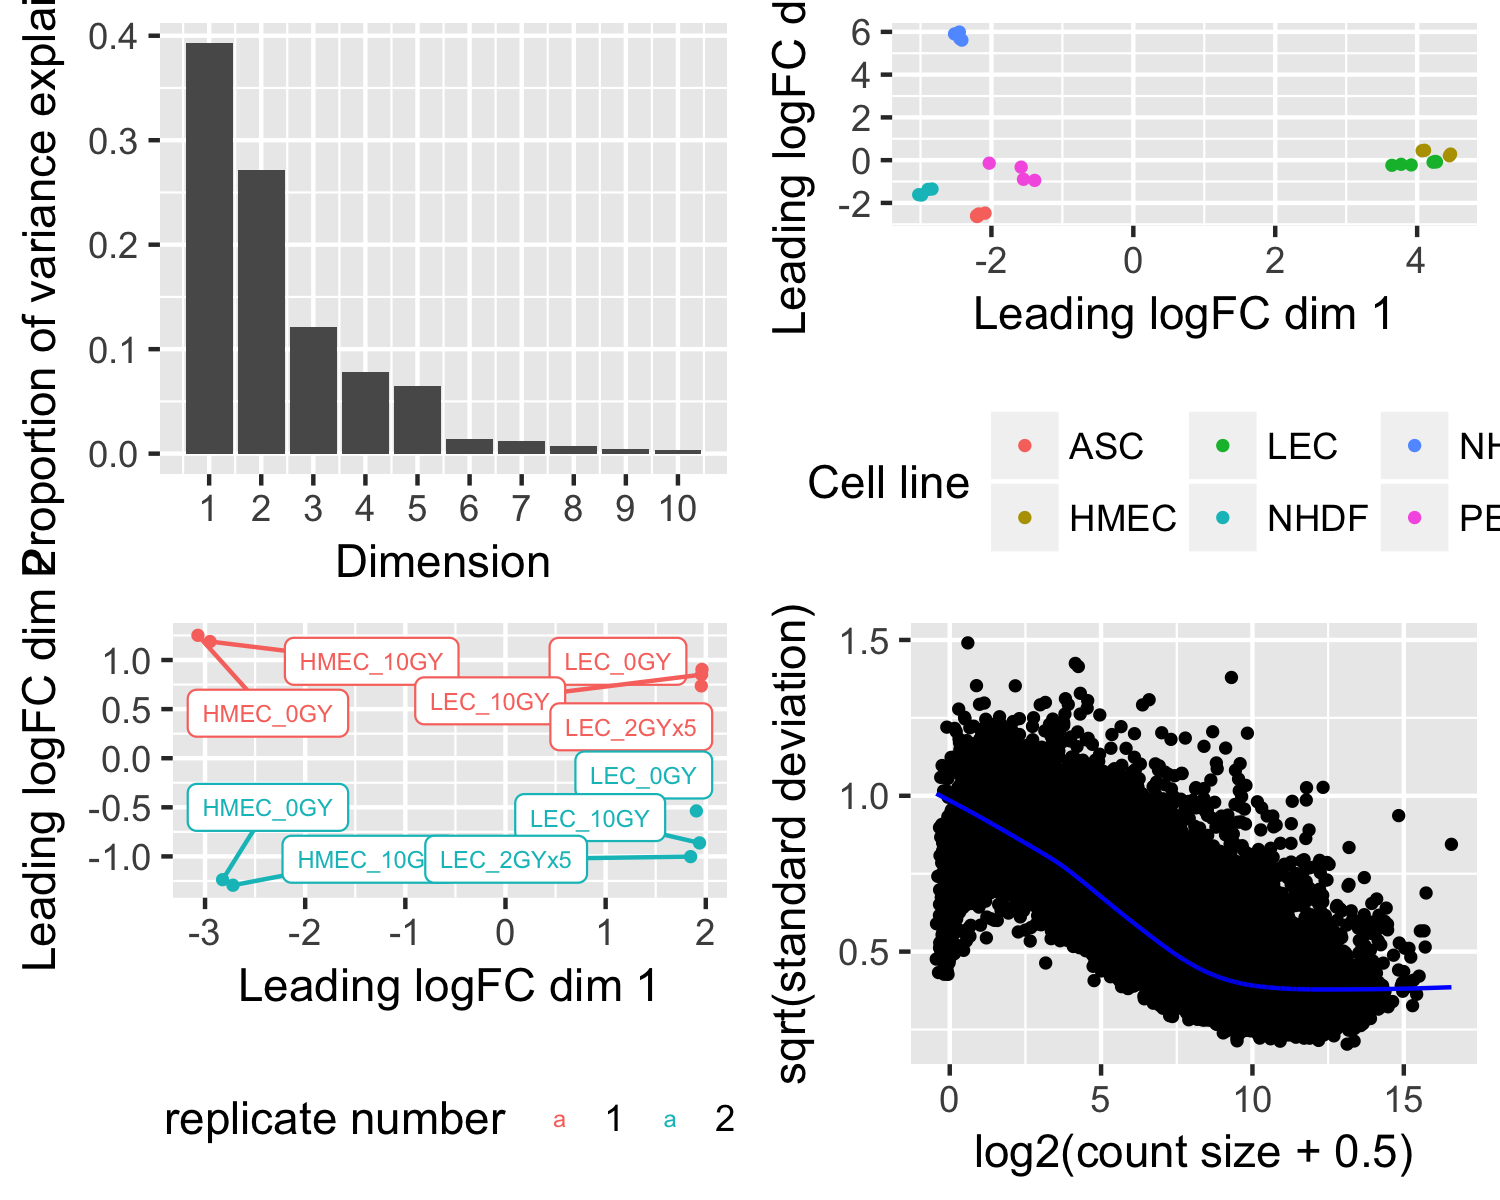 Proportion of variance explai
0.4
0.3
0.2
0.1
0.0
1 2 3 4 5 6 7 8 9 10
Dimension
Leading logFC d
6
4
2
0
-2
-2 0 2 4
Leading logFC dim 1
Cell line
ASC LEC NH
HMEC NHDF PE
Leading logFC dim 2
1.0
0.5
0.0
-0.5
-1.0
HMEC_10GY
LEC_0GY
LEC_10GY
HMEC_0GY
LEC_2GYx5
LEC_0GY
HMEC_0GY
LEC_10GY
HMEC_10G
LEC_2GYx5
-3 -2 -1 0 1 2
Leading logFC dim 1
replicate number a 1 a 2
sqrt(standard deviation)
1.5
1.0
0.5
0 5 10 15
log2(count size + 0.5)